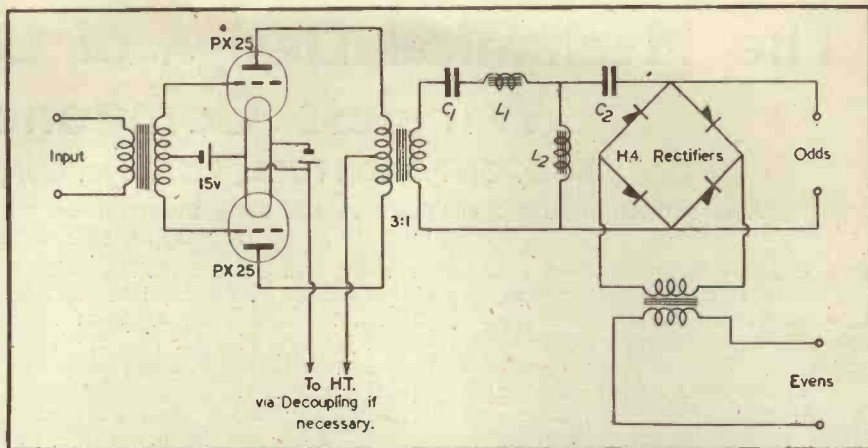 PX 25
Input
15v
PX 25
3:1
C1
L1
L2
C2
H.4. Rectifiers
Odds
Evens
To H.T.
via Decoupling if
necessary.